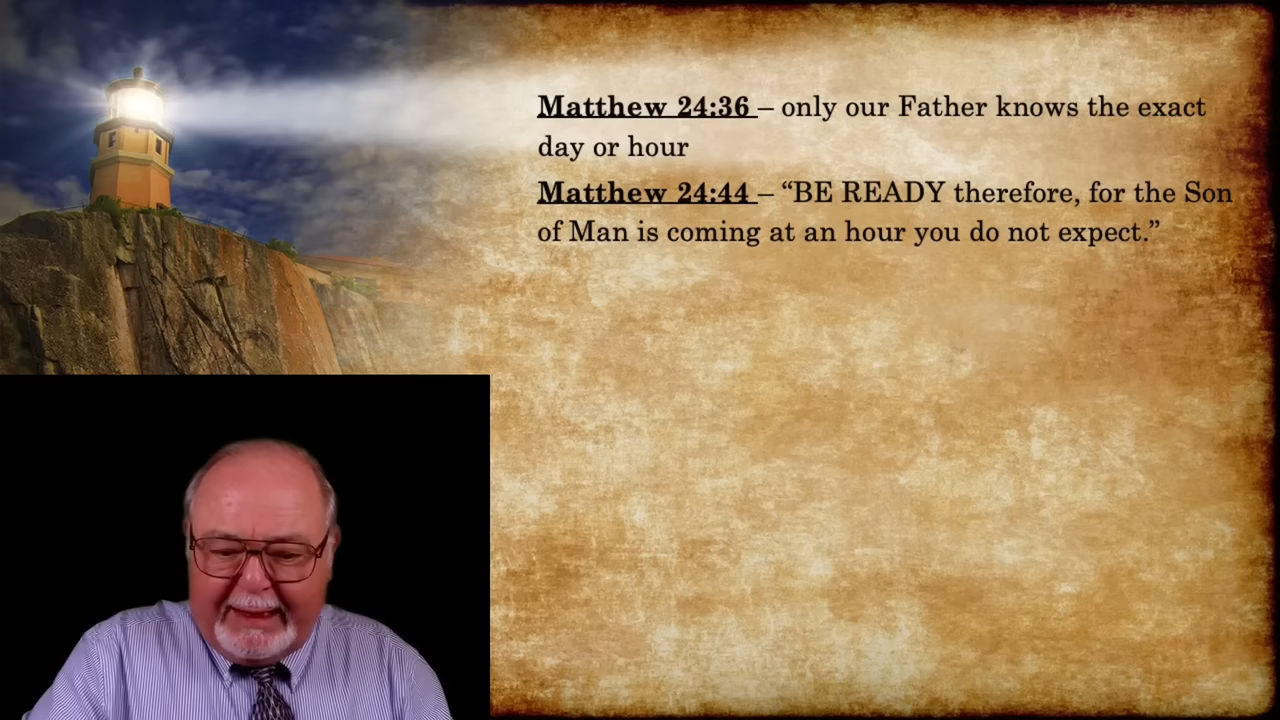 Matthew 24:36 – only our Father knows the exact
day or hour
Matthew 24:44 – “BE READY therefore, for the Son
of Man is coming at an hour you do not expect.”